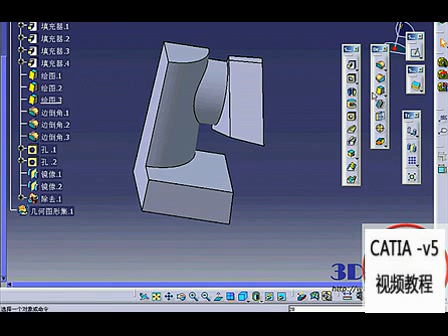 填充器.1
填充器.2
填充器.3
填充器.4
绘图.1
绘图.2
绘图.3
边倒角.1
边倒角.2
边倒角.3
孔.1
孔.2
镜像.1
镜像.2
除去.1
几何图形集.1
3D
http://w
CATIA -v5
视频教程
选择一个对象或命令